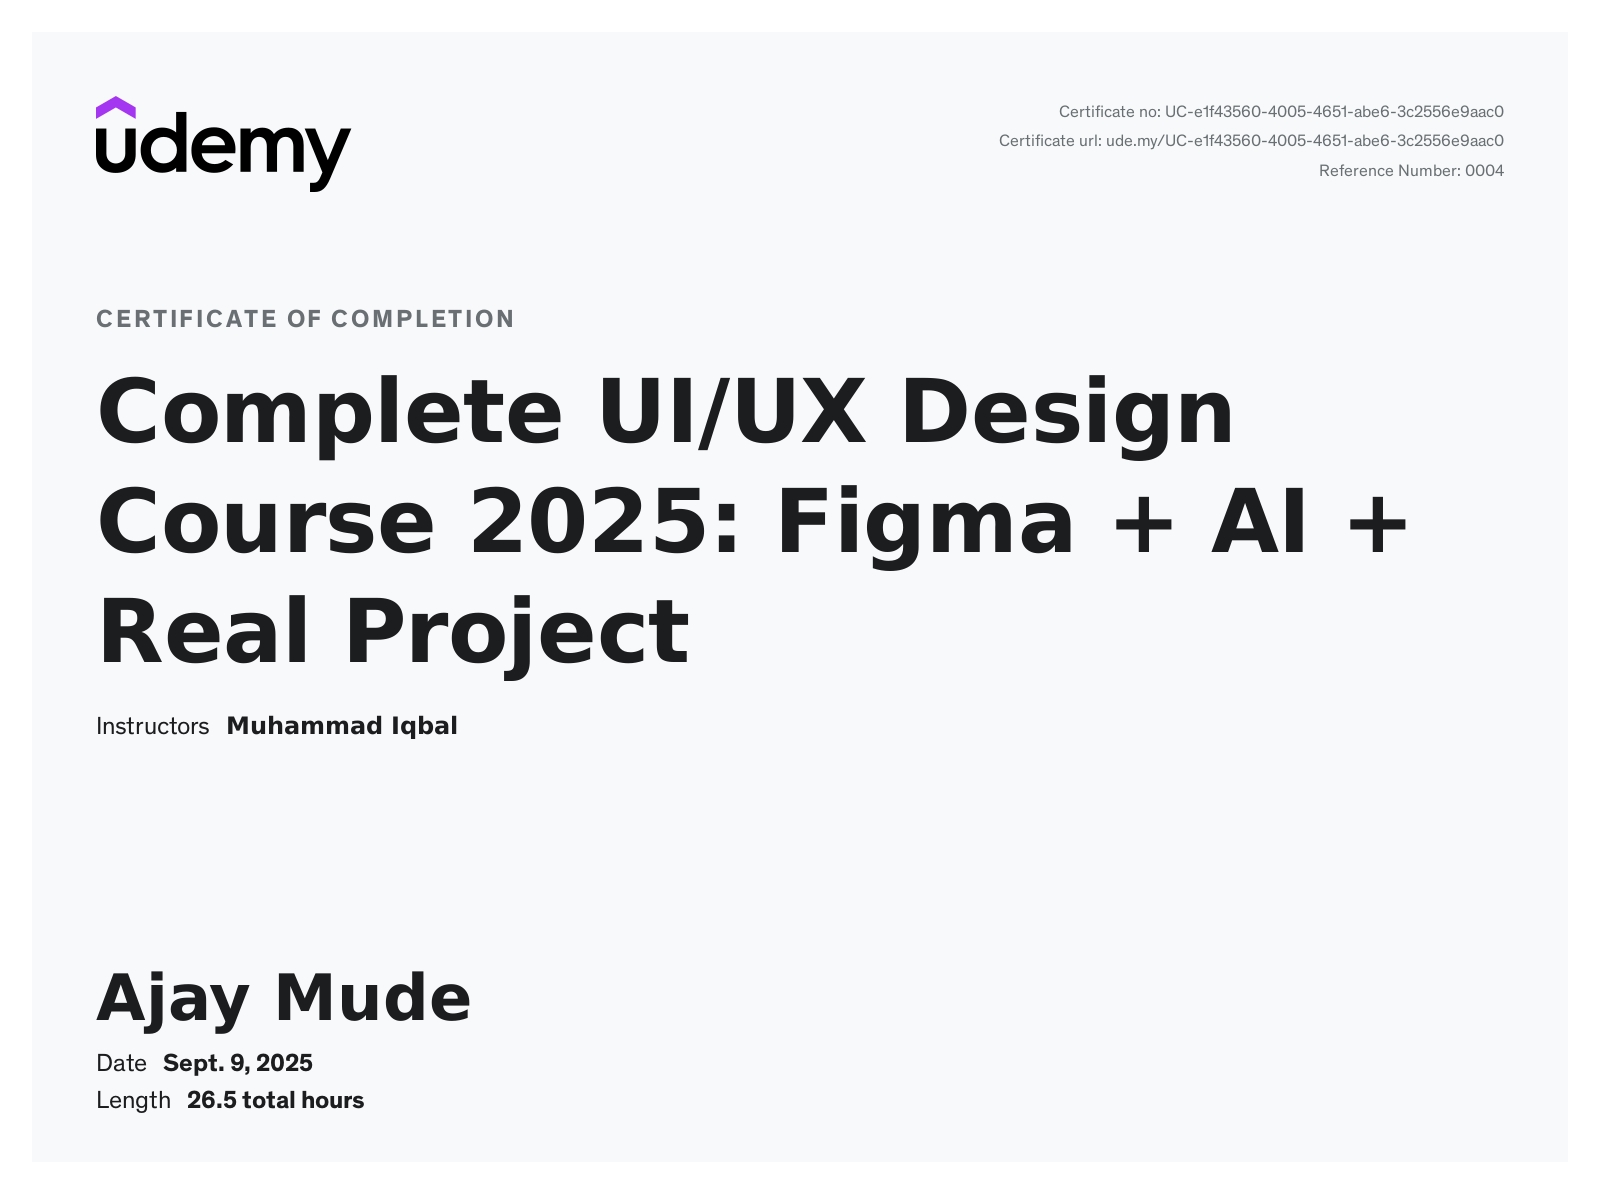 udemy
Certificate no: UC-e1f43560-4005-4651-abe6-3c2556e9aac0
Certificate url: ude.my/UC-e1f43560-4005-4651-abe6-3c2556e9aac0
Reference Number: 0004
CERTIFICATE OF COMPLETION
Complete UI/UX Design
Course 2025: Figma + AI +
Real Project
Instructors Muhammad Iqbal
Ajay Mude
Date Sept. 9, 2025
Length 26.5 total hours